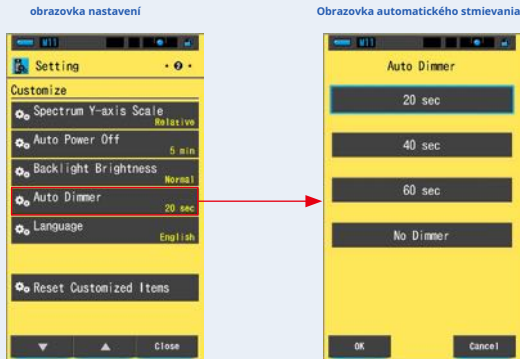 obrazovka nastavení
M11
Setting
Customize
Spectrum Y-axis Scale
Relative
Auto Power Off
5 min
Backlight Brightness
Normal
Auto Dimmer
20 sec
Language
English
Reset Customized Items
Close
Obrazovka automatického stmievania
M11
Auto Dimmer
20 sec
40 sec
60 sec
No Dimmer
OK
Cancel